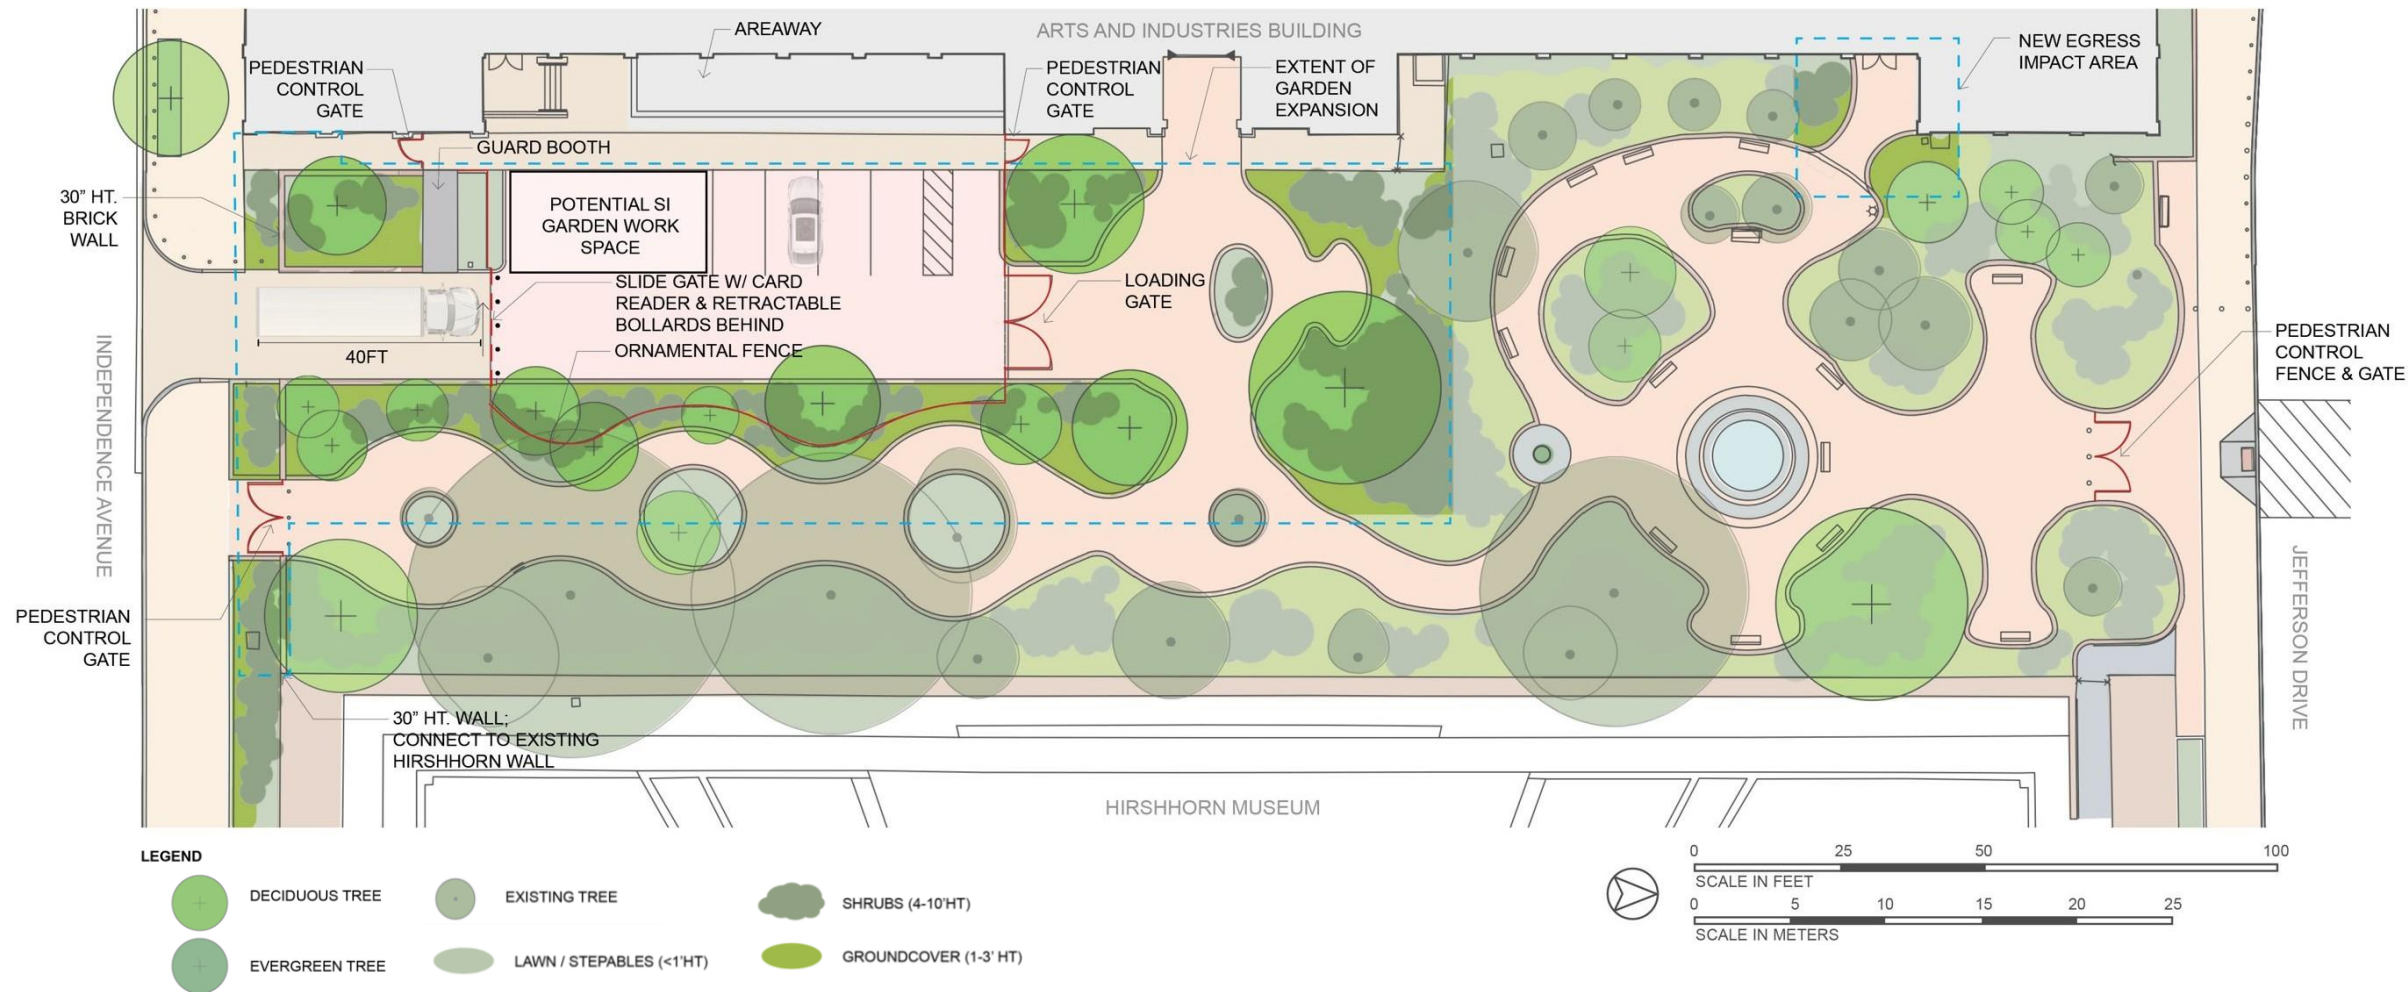 ARTS AND INDUSTRIES BUILDING
AREAWAY
PEDESTRIAN
CONTROL
GATE
PEDESTRIAN
CONTROL
GATE
EXTENT OF
GARDEN
EXPANSION
NEW EGRESS
IMPACT AREA
GUARD BOOTH
30” HT.
BRICK
WALL
POTENTIAL SI
GARDEN WORK
SPACE
SLIDE GATE W/ CARD
READER & RETRACTABLE
BOLLARDS BEHIND
ORNAMENTAL FENCE
LOADING
GATE
40FT
INDEPENDENCE AVENUE
PEDESTRIAN
CONTROL
FENCE & GATE
PEDESTRIAN
CONTROL
GATE
JEFFERSON DRIVE
30” HT. WALL;
CONNECT TO EXISTING
HIRSHHORN WALL
HIRSHHORN MUSEUM
LEGEND
DECIDUOUS TREE
EXISTING TREE
SHRUBS (4-10'HT)
EVERGREEN TREE
LAWN / STEPABLES (<1'HT)
GROUNDCOVER (1-3' HT)
0 25 50 100
SCALE IN FEET
0 5 10 15 20 25
SCALE IN METERS